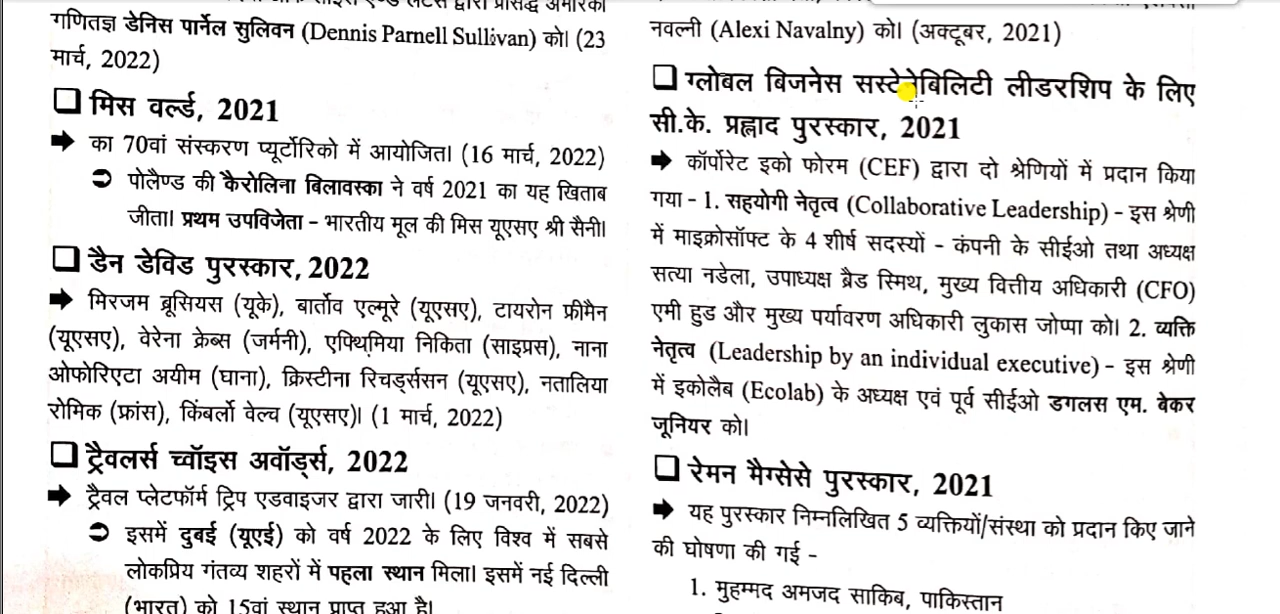 गणितज्ञ डेनिस पार्नेल सुलिवन (Dennis Parnell Sullivan) को। (23
मार्च, 2022)
❑ मिस वर्ल्ड, 2021
➡ का 70वां संस्करण प्यूर्टोरिको में आयोजित। (16 मार्च, 2022)
⊃ पोलैण्ड की कैरोलिना बिलावस्का ने वर्ष 2021 का यह खिताब
जीता। प्रथम उपविजेता – भारतीय मूल की मिस यूएसए श्री सैनी।
❑ डैन डेविड पुरस्कार, 2022
➡ मिरजम ब्रूसियस (यूके), बार्तोव एल्मूरे (यूएसए), टायरोन फ्रीमैन
(यूएसए), वेरेना क्रेब्स (जर्मनी), एफ्थिमिया निकिता (साइप्रस), नाना
ओफोरिएटा अयीम (घाना), क्रिस्टीना रिचर्ड्ससन (यूएसए), नतालिया
रोमिक (फ्रांस), किंबर्लो वेल्च (यूएसए)। (1 मार्च, 2022)
❑ ट्रैवलर्स च्वॉइस अवॉर्ड्स, 2022
➡ ट्रैवल प्लेटफॉर्म ट्रिप एडवाइजर द्वारा जारी। (19 जनवरी, 2022)
⊃ इसमें दुबई (यूएई) को वर्ष 2022 के लिए विश्व में सबसे
लोकप्रिय गंतव्य शहरों में पहला स्थान मिला। इसमें नई दिल्ली
(भारत) को 15वां स्थान प्राप्त हुआ है।
नवल्नी (Alexi Navalny) को। (अक्टूबर, 2021)
❑ ग्लोबल बिजनेस सस्टेनेबिलिटी लीडरशिप के लिए
सी.के. प्रह्लाद पुरस्कार, 2021
➡ कॉर्पोरेट इको फोरम (CEF) द्वारा दो श्रेणियों में प्रदान किया
गया – 1. सहयोगी नेतृत्व (Collaborative Leadership) – इस श्रेणी
में माइक्रोसॉफ्ट के 4 शीर्ष सदस्यों – कंपनी के सीईओ तथा अध्यक्ष
सत्या नडेला, उपाध्यक्ष ब्रैड स्मिथ, मुख्य वित्तीय अधिकारी (CFO)
एमी हुड और मुख्य पर्यावरण अधिकारी लुकास जोप्पा को। 2. व्यक्ति
नेतृत्व (Leadership by an individual executive) – इस श्रेणी
में इकोलैब (Ecolab) के अध्यक्ष एवं पूर्व सीईओ डगलस एम. बेकर
जूनियर को।
❑ रेमन मैग्सेसे पुरस्कार, 2021
➡ यह पुरस्कार निम्नलिखित 5 व्यक्तियों/संस्था को प्रदान किए जाने
की घोषणा की गई –
1. मुहम्मद अमजद साकिब, पाकिस्तान